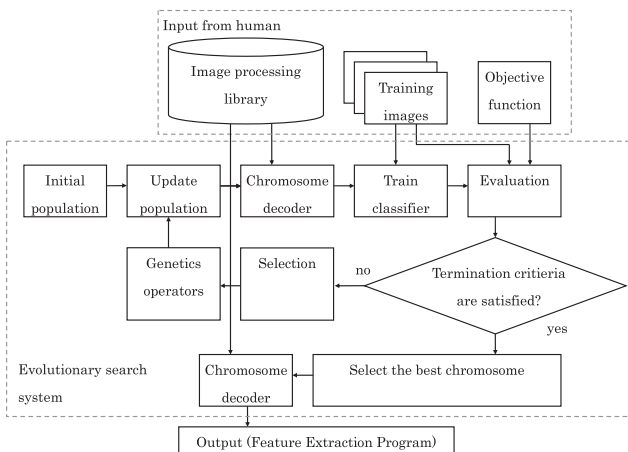 Input from human
Image processing
library
Training
images
Objective
function
Initial
population
Update
population
Chromosome
decoder
Train
classifier
Evaluation
Genetics
operators
Selection
no
Termination critieria
are satisfied?
yes
Evolutionary search
system
Chromosome
decoder
Select the best chromosome
Output (Feature Extraction Program)